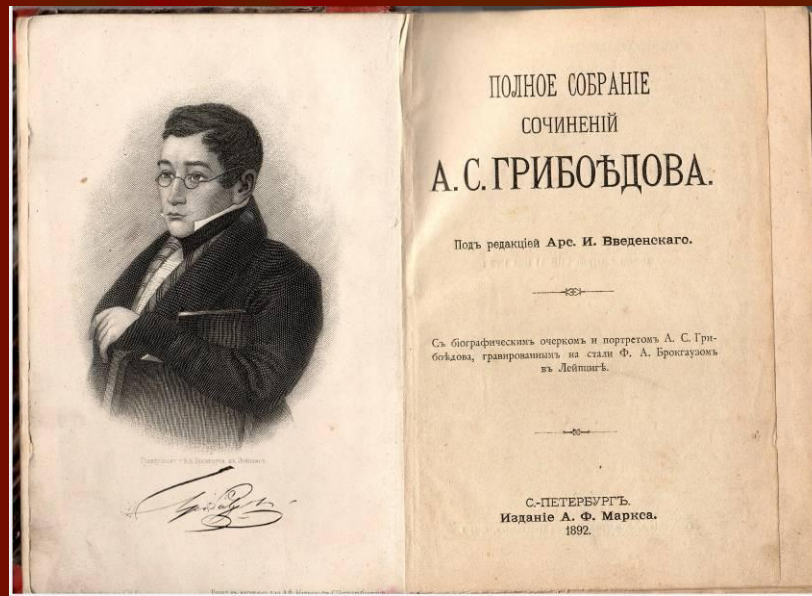 ПОЛНОЕ СОБРАНІЕ
СОЧИНЕНІЙ
А. С. ГРИБОѢДОВА.
Подъ редакціей Арс. И. Введенскаго.
Съ біографическимъ очеркомъ и портретомъ А. С. Гри-
боѣдова, гравированнымъ на стали Ф. А. Брокгаузомъ
въ Лейпцигѣ.
С.-ПЕТЕРБУРГЪ.
Изданіе А. Ф. Маркса.
1892.